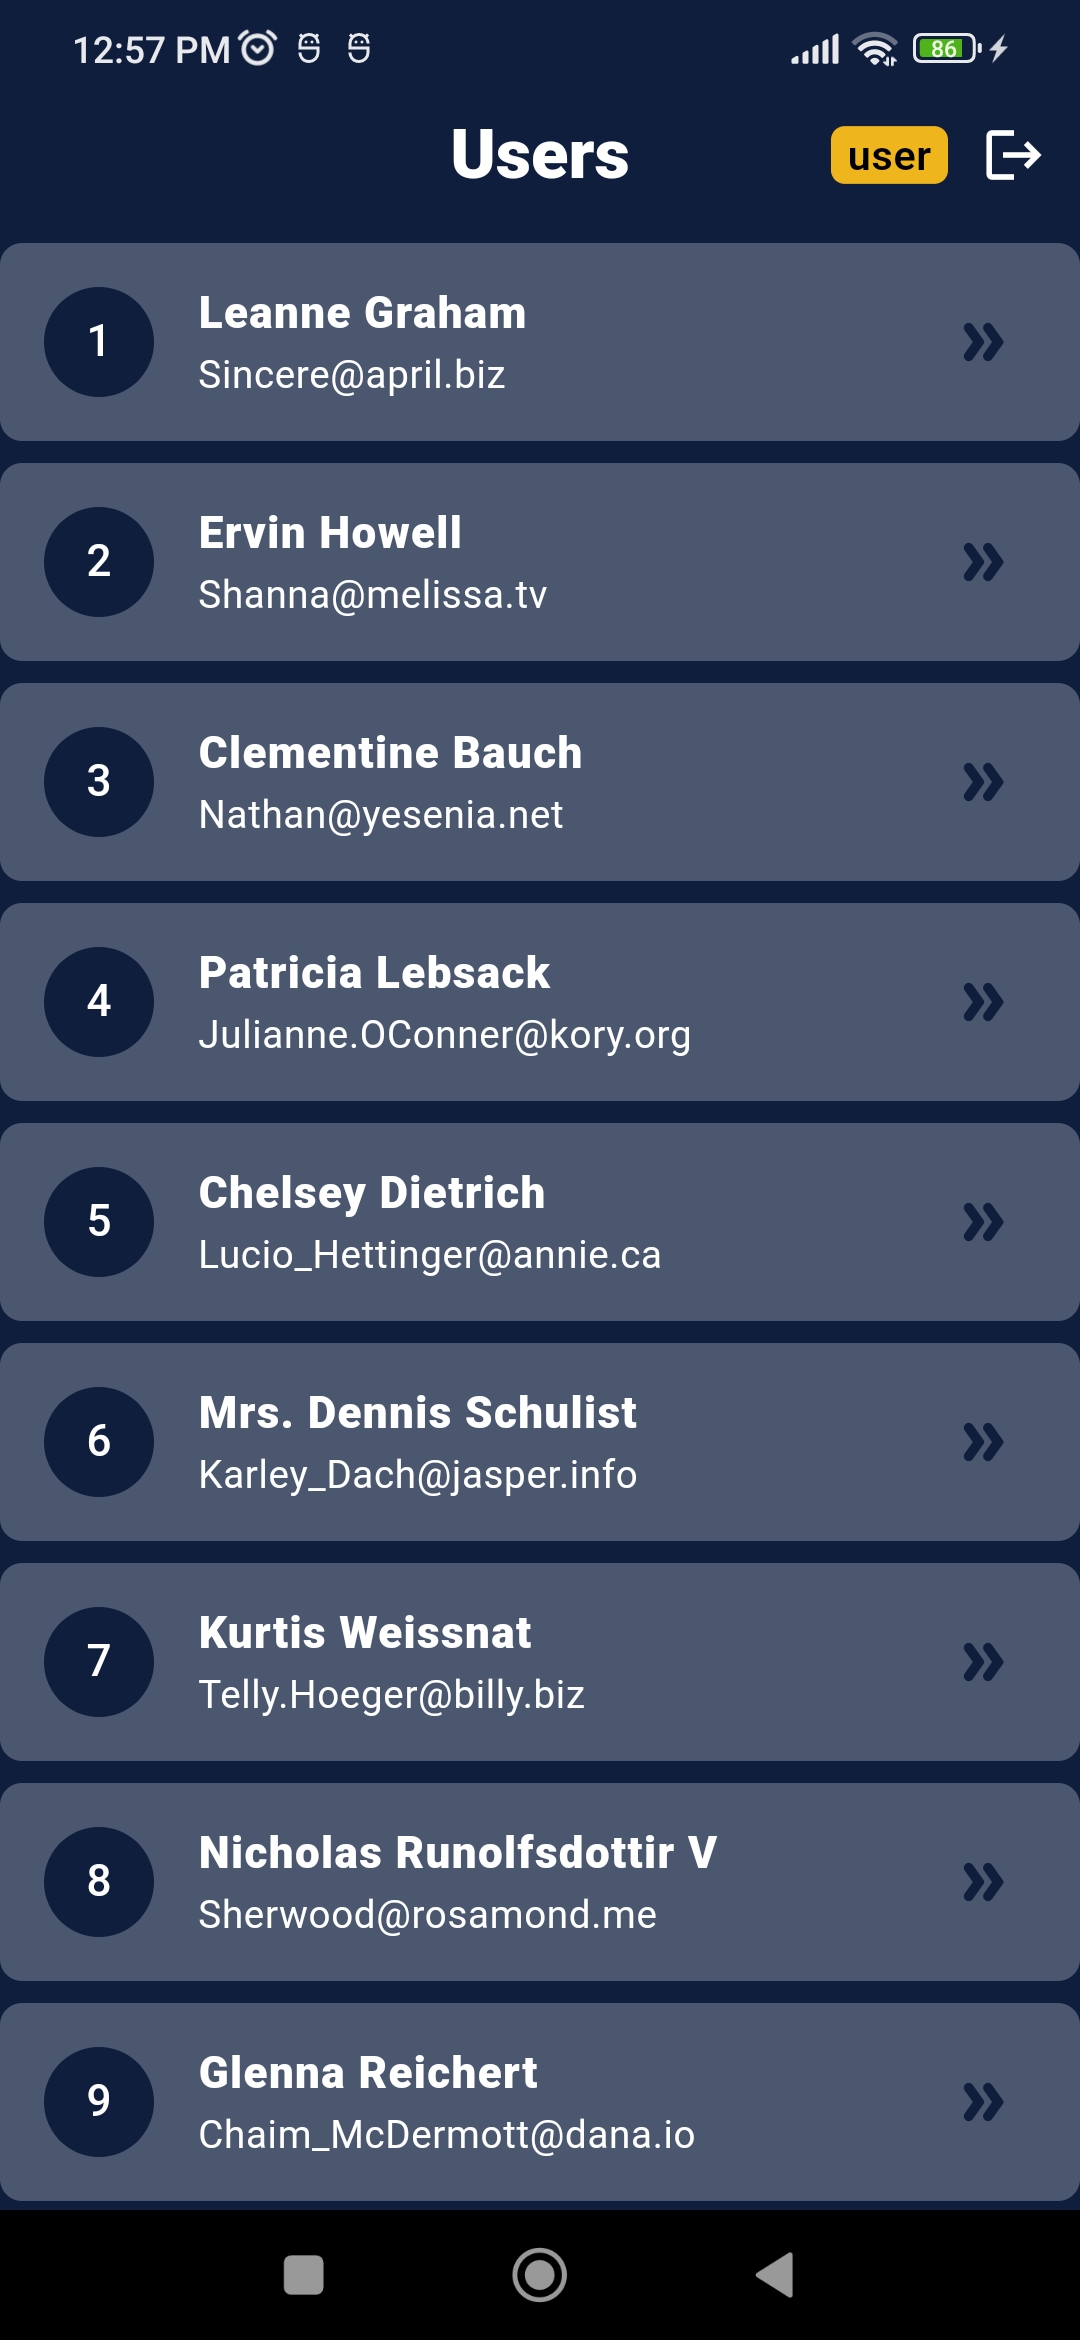 12:57 PM
86
Users
user
1
Leanne Graham
Sincere@april.biz
2
Ervin Howell
Shanna@melissa.tv
3
Clementine Bauch
Nathan@yesenia.net
4
Patricia Lebsack
Julianne.OConner@kory.org
5
Chelsey Dietrich
Lucio_Hettinger@annie.ca
6
Mrs. Dennis Schulist
Karley_Dach@jasper.info
7
Kurtis Weissnat
Telly.Hoeger@billy.biz
8
Nicholas Runolfsdottir V
Sherwood@rosamond.me
9
Glenna Reichert
Chaim_McDermott@dana.io